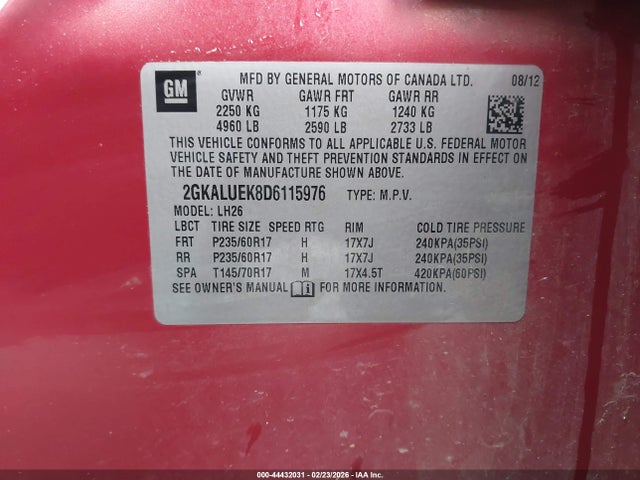 GM
MFD BY GENERAL MOTORS OF CANADA LTD. 08/12
GVWR GAWR FRT GAWR RR
2250 KG 1175 KG 1240 KG
4960 LB 2590 LB 2733 LB
THIS VEHICLE CONFORMS TO ALL APPLICABLE U.S. FEDERAL MOTOR
VEHICLE SAFETY AND THEFT PREVENTION STANDARDS IN EFFECT ON THE
DATE OF MANUFACTURE SHOWN ABOVE.
2GKALUEK8D6115976 TYPE: M.P.V.
MODEL: LH26
LBCT TIRE SIZE SPEED RTG RIM COLD TIRE PRESSURE
FRT P235/60R17 H 17X7J 240KPA(35PSI)
RR P235/60R17 H 17X7J 240KPA(35PSI)
SPA T145/70R17 M 17X4.5T 420KPA(60PSI)
SEE OWNER'S MANUAL FOR MORE INFORMATION.
000-44432031 - 02/23/2026 - IAAI, Inc.